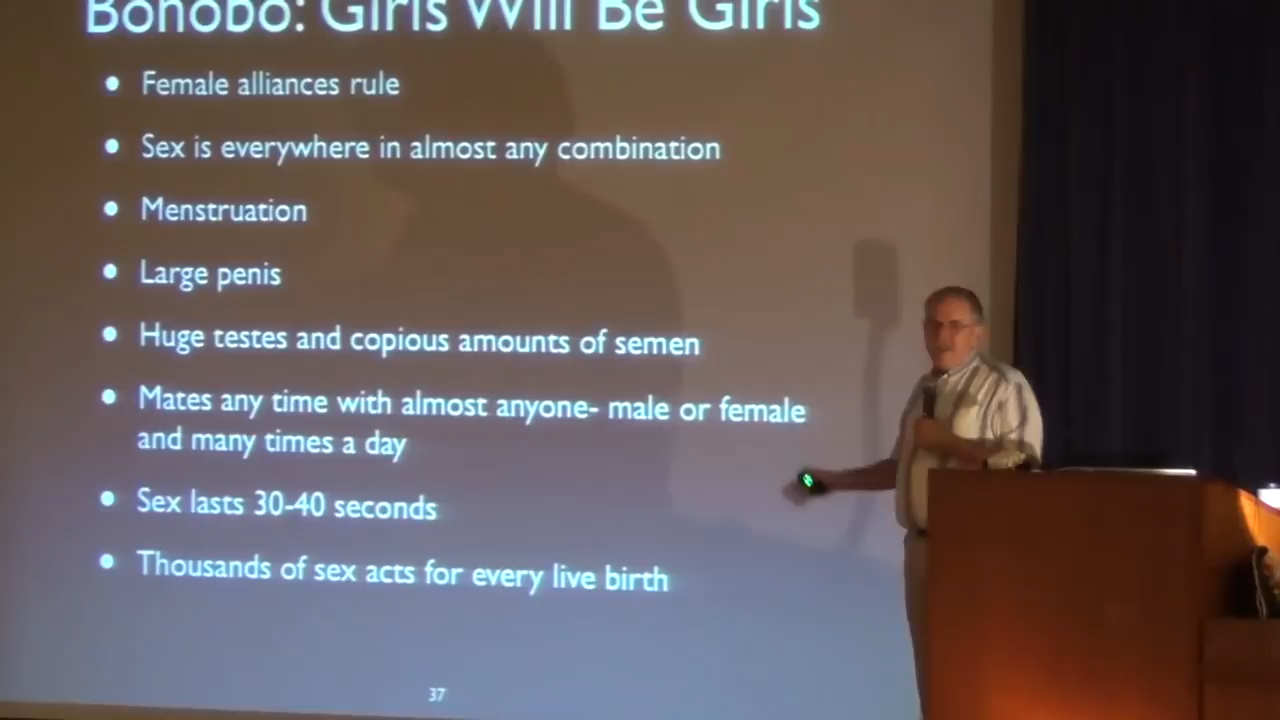 Bonobo: Girls Will Be Girls
Female alliances rule
Sex is everywhere in almost any combination
Menstruation
Large penis
Huge testes and copious amounts of semen
Mates any time with almost anyone- male or female
and many times a day
Sex lasts 30-40 seconds
Thousands of sex acts for every live birth
37